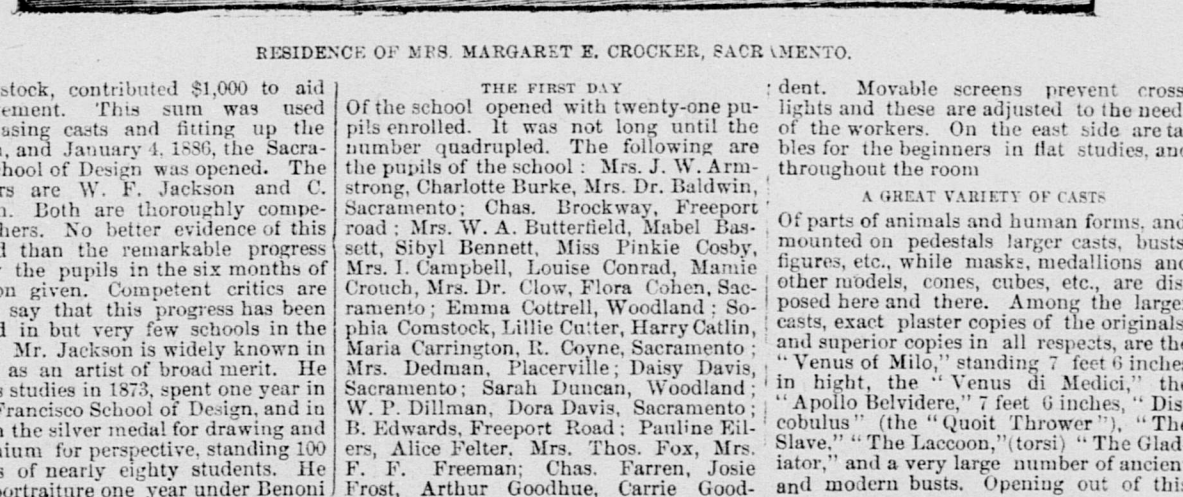 RESIDENCE OF MRS. MARGARET E. CROCKER, SACRAMENTO.
stock, contributed $1,000 to aid
ement. This sum was used
asing casts and fitting up the
, and January 4, 1886, the Sacra-
hool of Design was opened. The
rs are W. F. Jackson and C.
n. Both are thoroughly compe-
hers. No better evidence of this
d than the remarkable progress
the pupils in the six months of
on given. Competent critics are
say that this progress has been
d in but very few schools in the
Mr. Jackson is widely known in
as an artist of broad merit. He
s studies in 1873, spent one year in
Francisco School of Design, and in
the silver medal for drawing and
ium for perspective, standing 100
s of nearly eighty students. He
ortraiture one year under Benoni
THE FIRST DAY
Of the school opened with twenty-one pu-
pils enrolled. It was not long until the
number quadrupled. The following are
the pupils of the school : Mrs. J. W. Arm-
strong, Charlotte Burke, Mrs. Dr. Baldwin,
Sacramento; Chas. Brockway, Freeport
road ; Mrs. W. A. Butterfield, Mabel Bas-
sett, Sibyl Bennett, Miss Pinkie Cosby,
Mrs. I. Campbell, Louise Conrad, Mamie
Crouch, Mrs. Dr. Clow, Flora Cohen, Sac-
ramento; Emma Cottrell, Woodland ; So-
phia Comstock, Lillie Cutter, Harry Catlin,
Maria Carrington, R. Coyne, Sacramento ;
Mrs. Dedman, Placerville; Daisy Davis,
Sacramento; Sarah Duncan, Woodland;
W. P. Dillman, Dora Davis, Sacramento;
B. Edwards, Freeport Road; Pauline Eil-
ers, Alice Felter, Mrs. Thos. Fox, Mrs.
F. F. Freeman; Chas. Farren, Josie
Frost, Arthur Goodhue, Carrie Good-
dent. Movable screens prevent cross
lights and these are adjusted to the need
of the workers. On the east side are ta
bles for the beginners in flat studies, and
throughout the room
A GREAT VARIETY OF CASTS
Of parts of animals and human forms, and
mounted on pedestals larger casts, busts
figures, etc., while masks, medallions and
other models, cones, cubes, etc., are dis
posed here and there. Among the large
casts, exact plaster copies of the originals
and superior copies in all respects, are the
"Venus of Milo," standing 7 feet 6 inches
in hight, the "Venus di Medici," the
"Apollo Belvidere," 7 feet 6 inches, "Dis
cobulus" (the "Quoit Thrower"), "The
Slave," "The Laccoon," (torsi) "The Glad
iator," and a very large number of ancien
and modern busts. Opening out of this